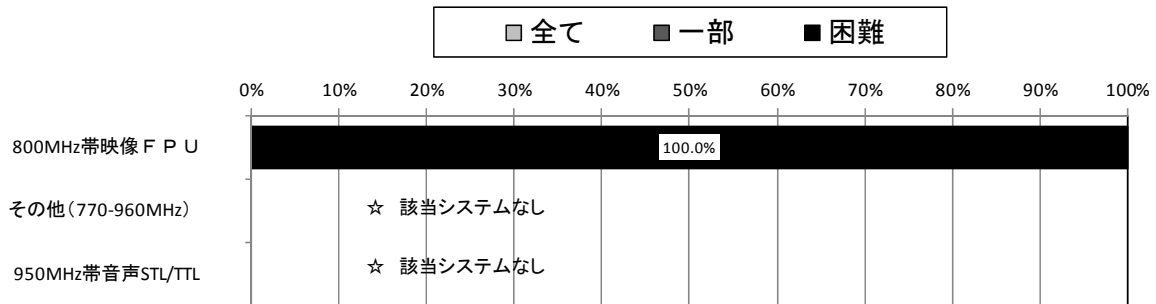 全て 一部 困難
0% 10% 20% 30% 40% 50% 60% 70% 80% 90% 100%
800MHz帯映像ＦＰＵ 100.0%
その他(770-960MHz) ☆ 該当システムなし
950MHz帯音声STL/TTL ☆ 該当システムなし